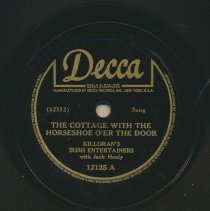 Decca
MANUFACTURED BY DECCA RECORDS, INC., NEW YORK, U.S.A.
(62552)
Song
THE COTTAGE WITH THE
HORSESHOE O'ER THE DOOR
KILLORAN'S
IRISH ENTERTAINERS
with Jack Healy
12125 A